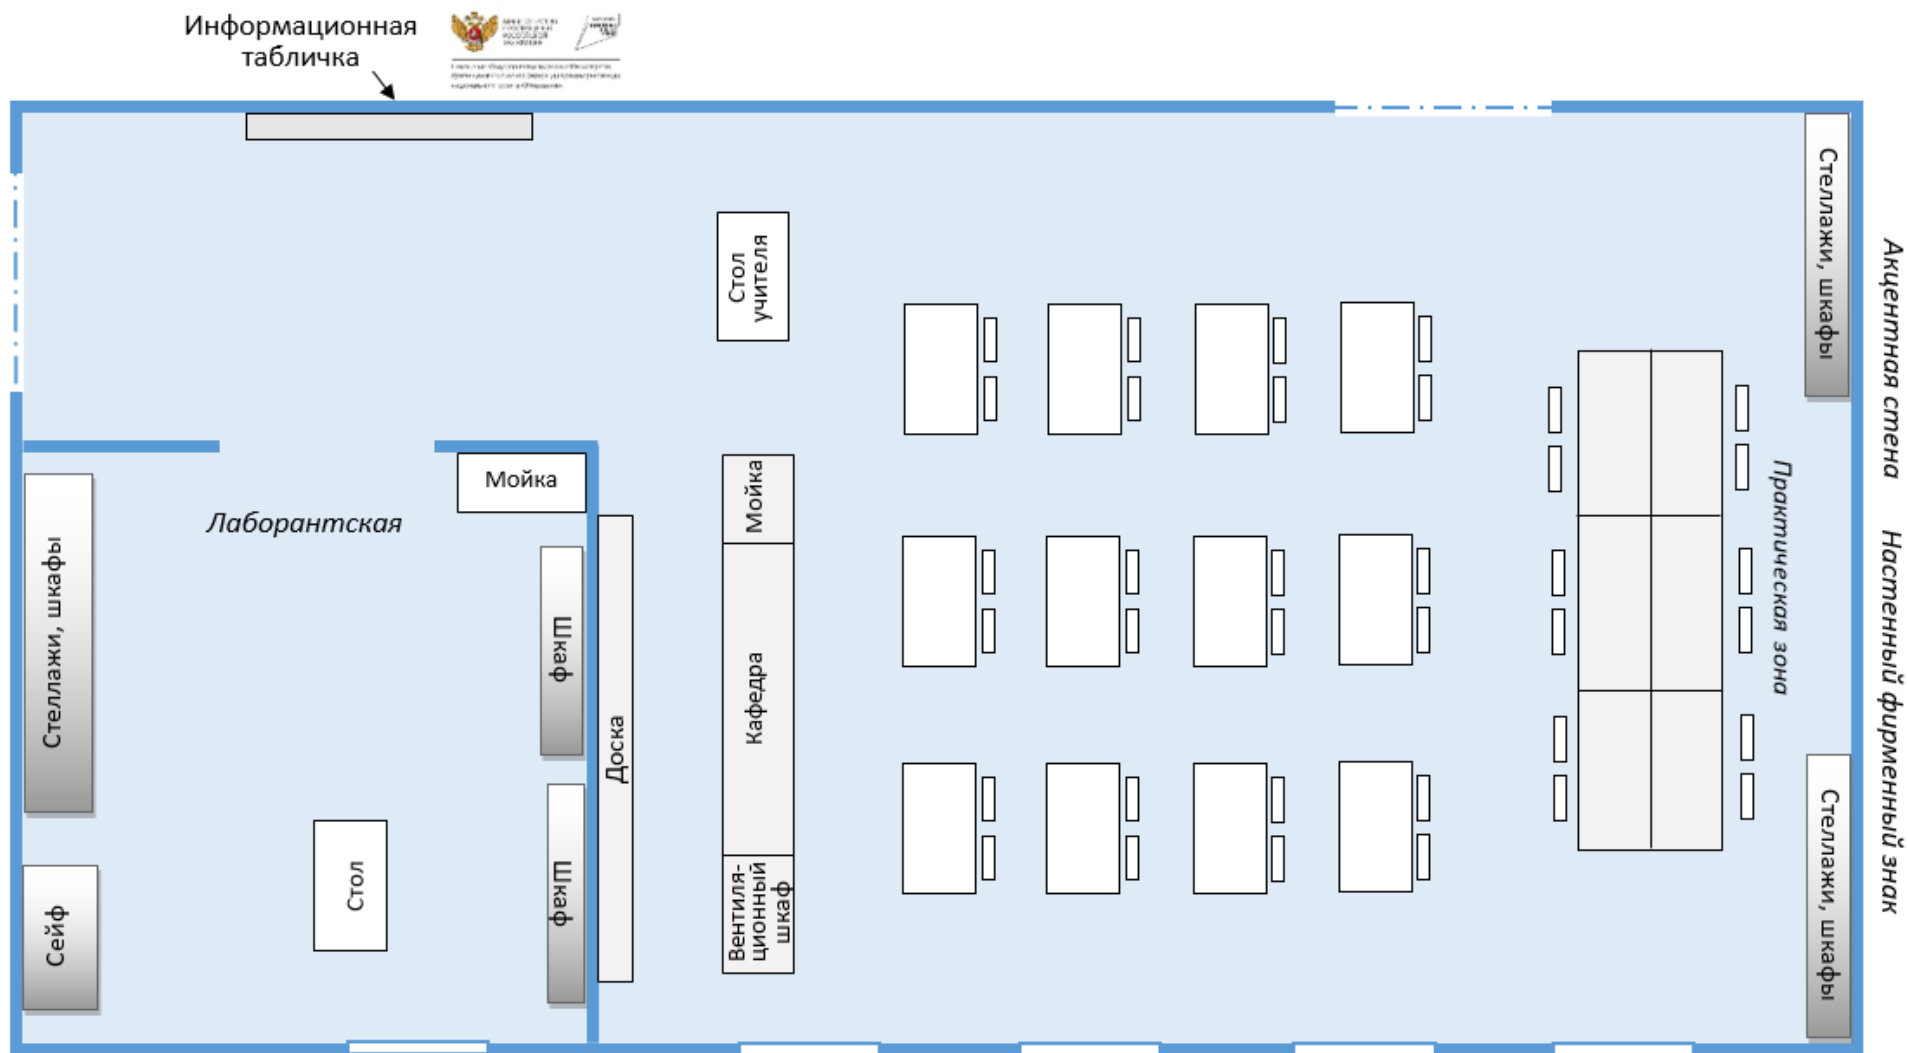 Информационная
табличка
Стол
учителя
Стеллажи, шкафы
Акцентная стена
Мойка
Лаборантская
Мойка
Практическая зона
Стеллажи, шкафы
Шкаф
Кафедра
Доска
Настенный фирменный знак
Стол
Шкаф
Вентиля-
ционный
шкаф
Сейф
Стеллажи, шкафы